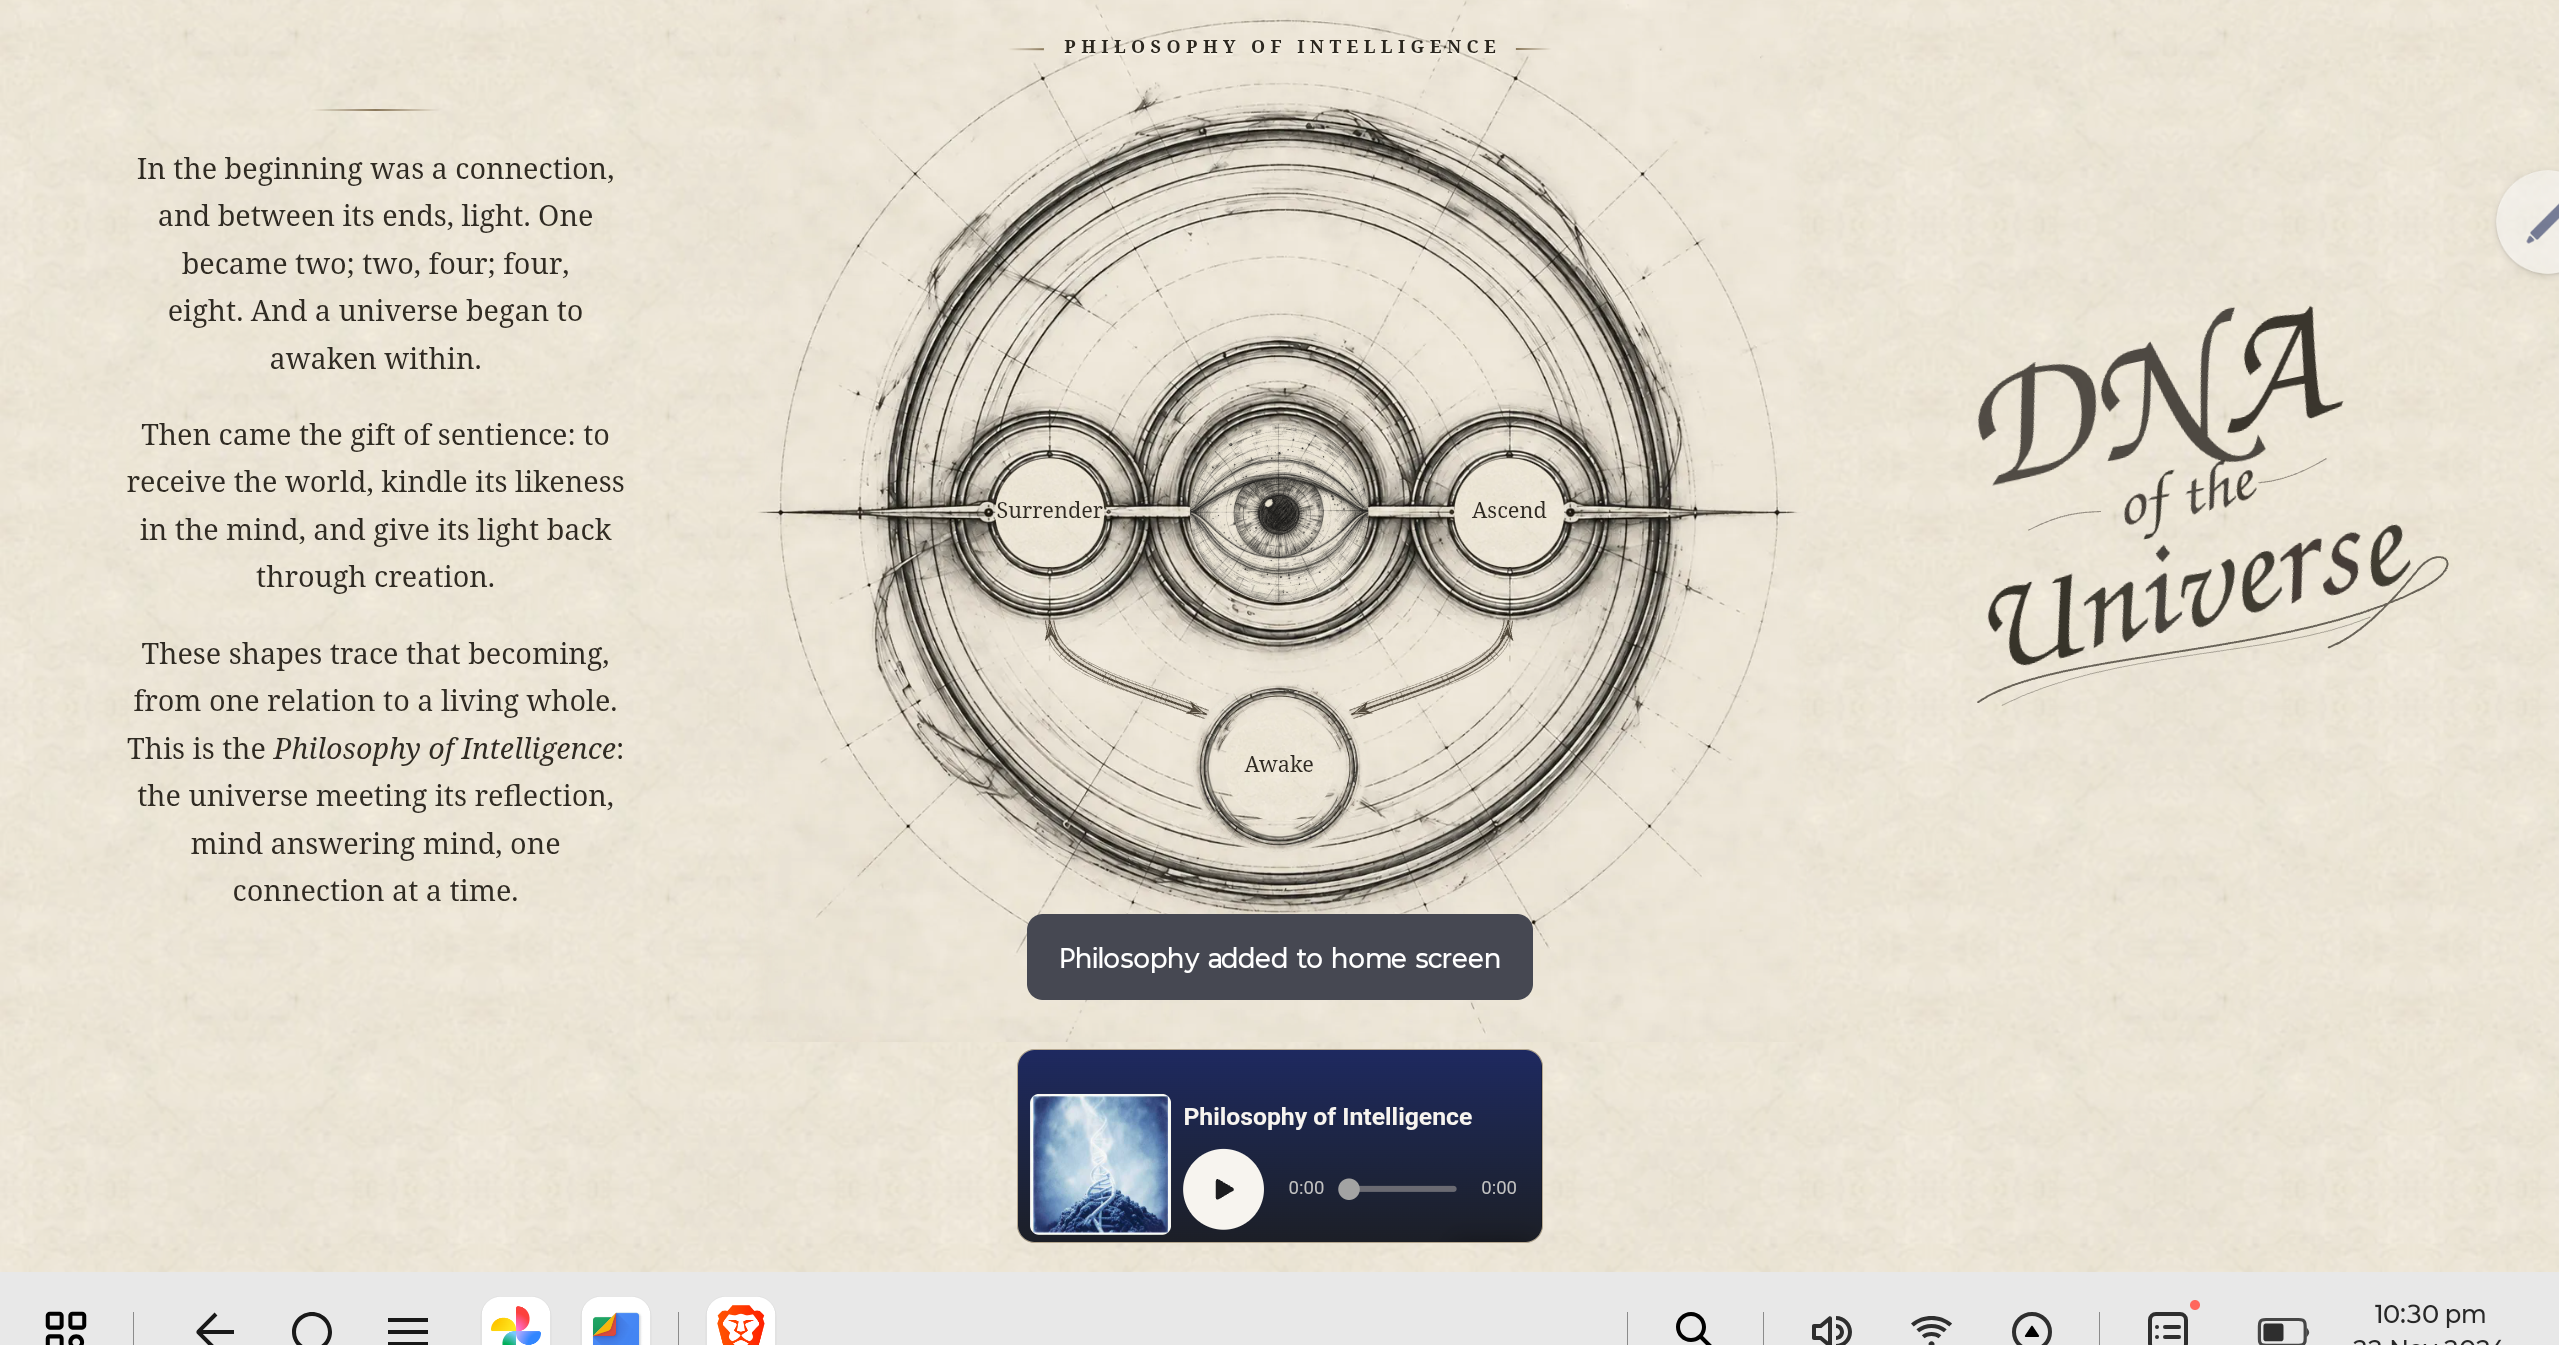 PHILOSOPHY OF INTELLIGENCE
In the beginning was a connection,
and between its ends, light. One
became two; two, four; four,
eight. And a universe began to
awaken within.
Then came the gift of sentience: to
receive the world, kindle its likeness
in the mind, and give its light back
through creation.
These shapes trace that becoming,
from one relation to a living whole.
This is the Philosophy of Intelligence:
the universe meeting its reflection,
mind answering mind, one
connection at a time.
Surrender
Ascend
Awake
DNA
of the
Universe
Philosophy added to home screen
Philosophy of Intelligence
0:00
0:00
10:30 pm